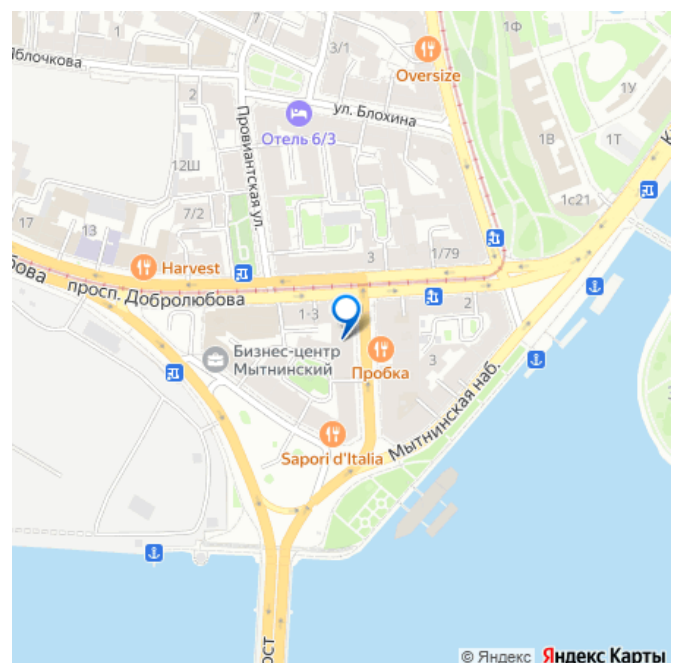 7
3/1
1Ф
Яблочкова
Oversize
1У
2
ул. Блохина
Отель 6/3
1В
1Т
Провиантская ул.
12Ш
1с21
7/2
17
13
3
1/79
Harvest
просп. Добролюбова
1-3
2
Бизнес-центр
Мытнинский
Пробка
3
Sapori d'Italia
Мытнинская наб.
© Яндекс Яндекс Карты